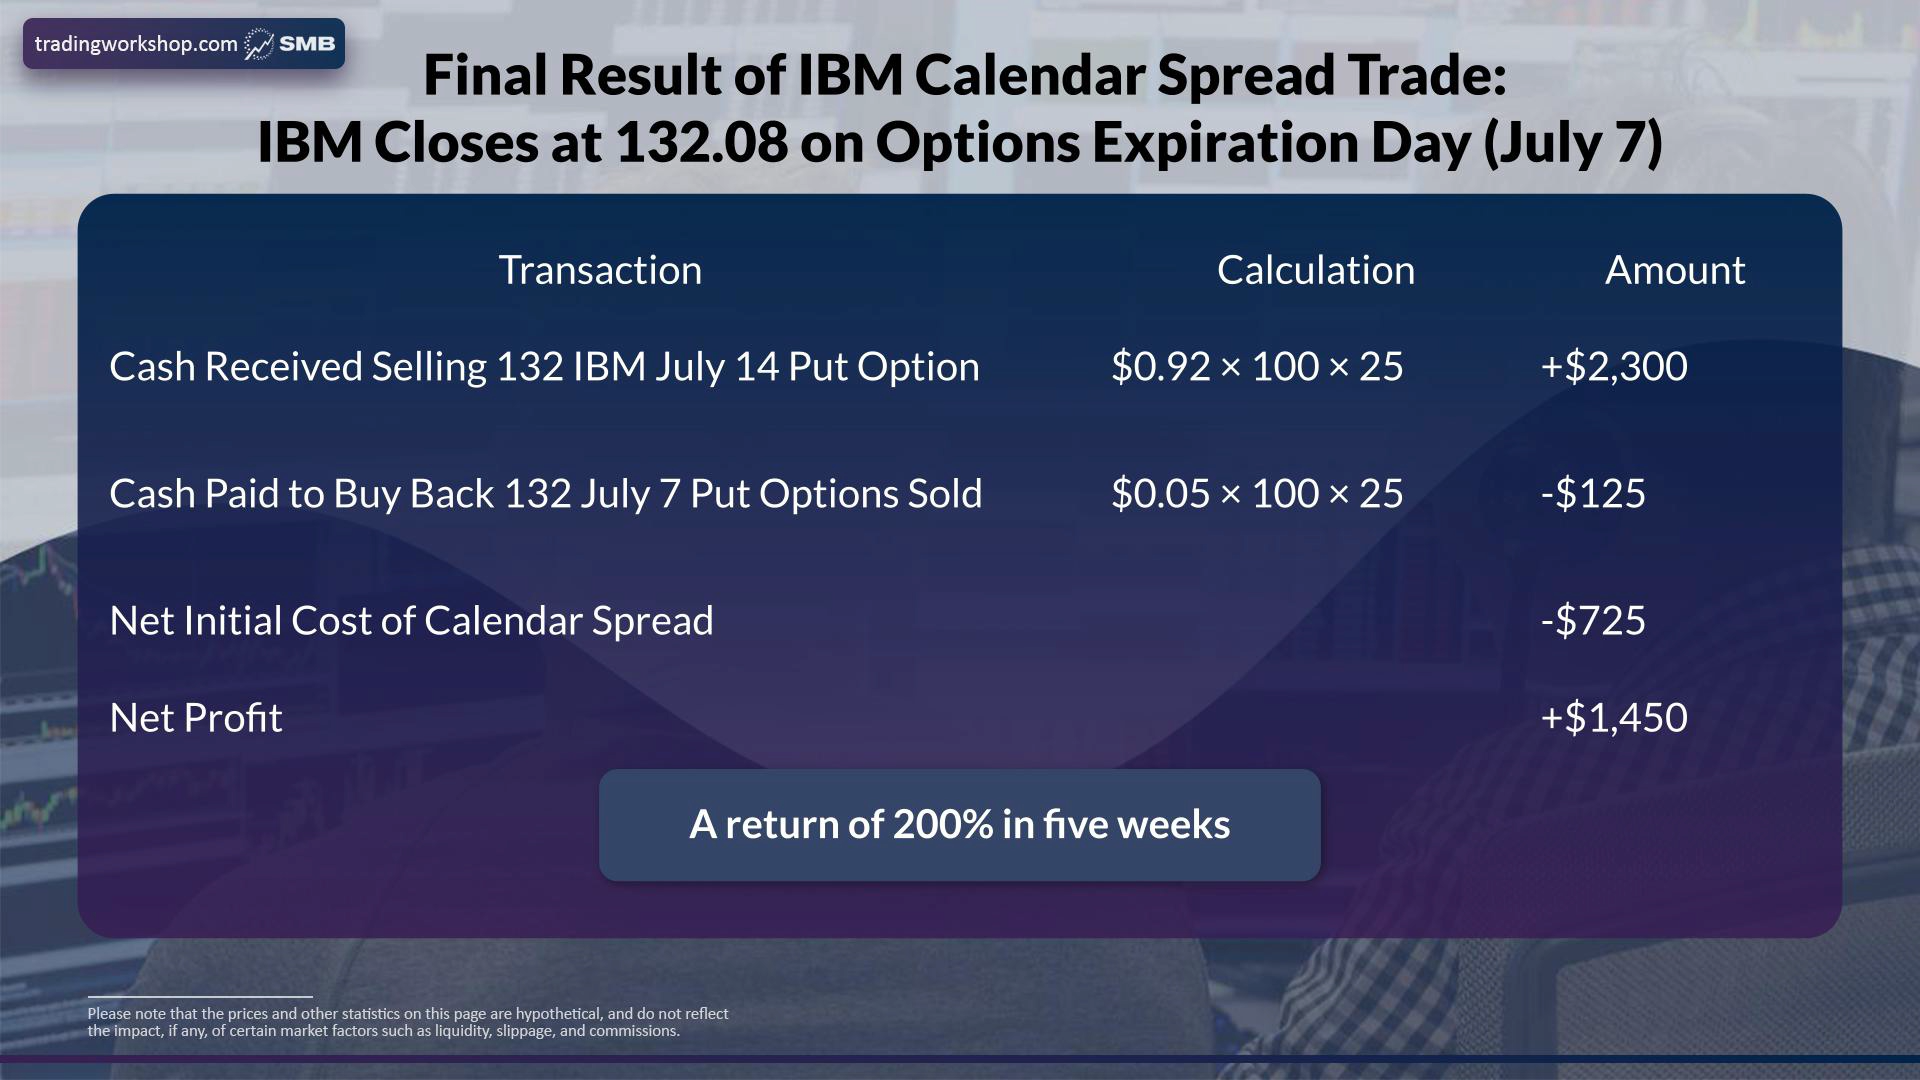 tradingworkshop.com SMB
Final Result of IBM Calendar Spread Trade:
IBM Closes at 132.08 on Options Expiration Day (July 7)
Transaction Calculation Amount
Cash Received Selling 132 IBM July 14 Put Option $0.92 × 100 × 25 +$2,300
Cash Paid to Buy Back 132 July 7 Put Options Sold $0.05 × 100 × 25 -$125
Net Initial Cost of Calendar Spread -$725
Net Profit +$1,450
A return of 200% in five weeks
Please note that the prices and other statistics on this page are hypothetical, and do not reflect
the impact, if any, of certain market factors such as liquidity, slippage, and commissions.